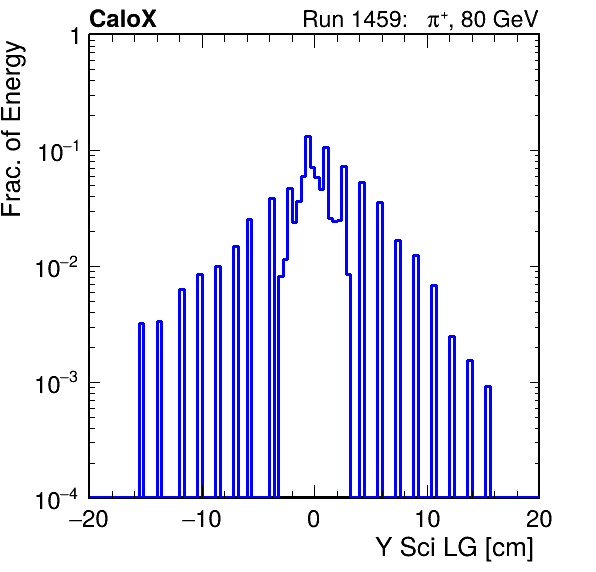 CaloX Run 1459: π⁺, 80 GeV
Frac. of Energy
1
10⁻¹
10⁻²
10⁻³
10⁻⁴
−20 −10 0 10 20
Y Sci LG [cm]